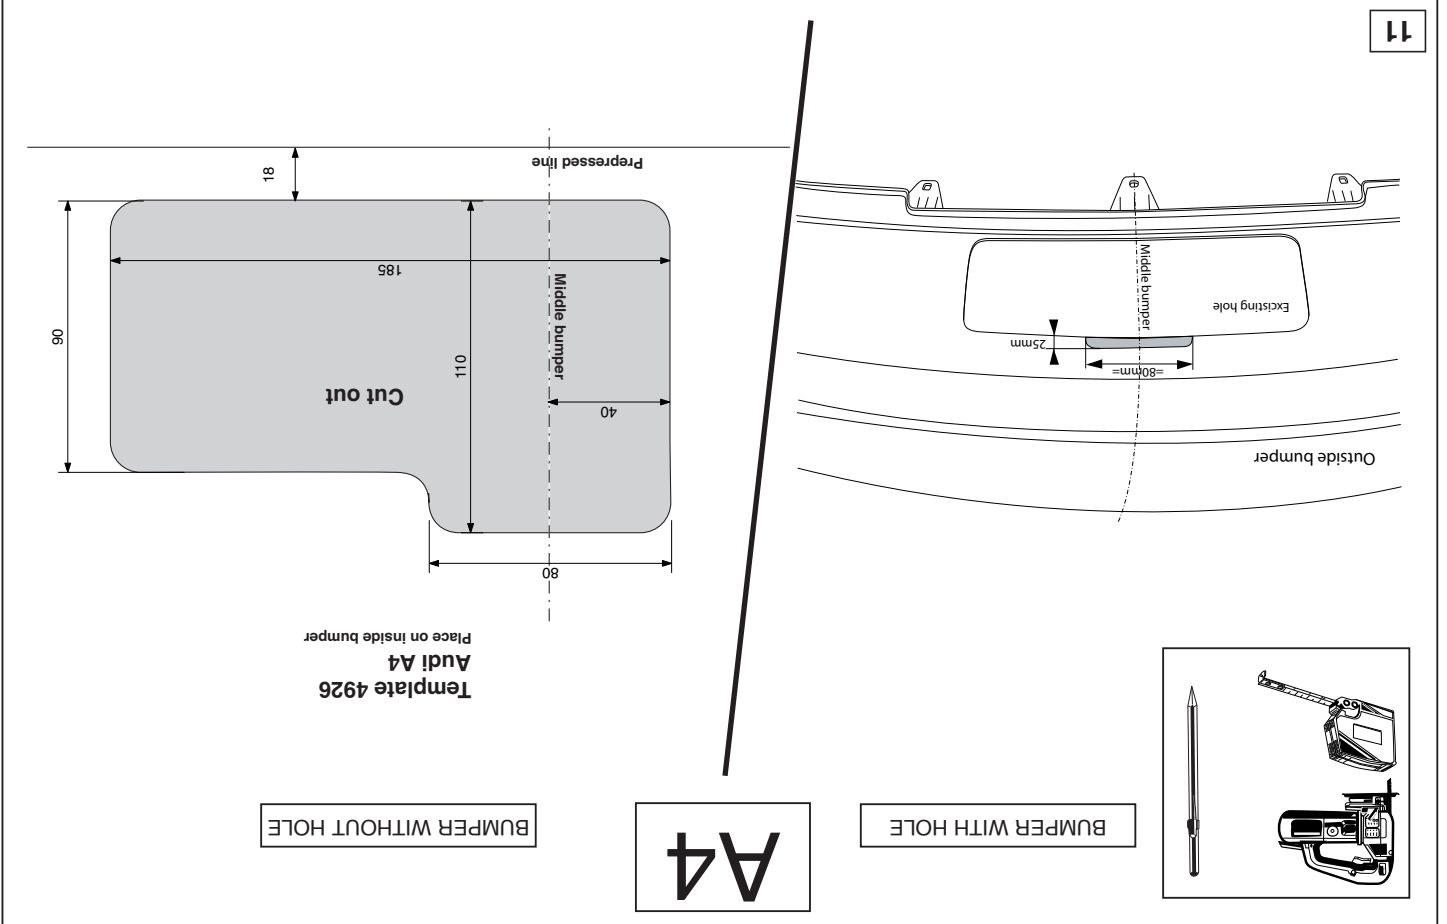 BUMPER WITH HOLE
A4
BUMPER WITHOUT HOLE
Outside bumper
=80mm=
25mm
Excisting hole
Middle bumper
Template 4926
Audi A4
Place on inside bumper
80
40
Cut out
110
90
Middle bumper
185
18
Prepressed line
11